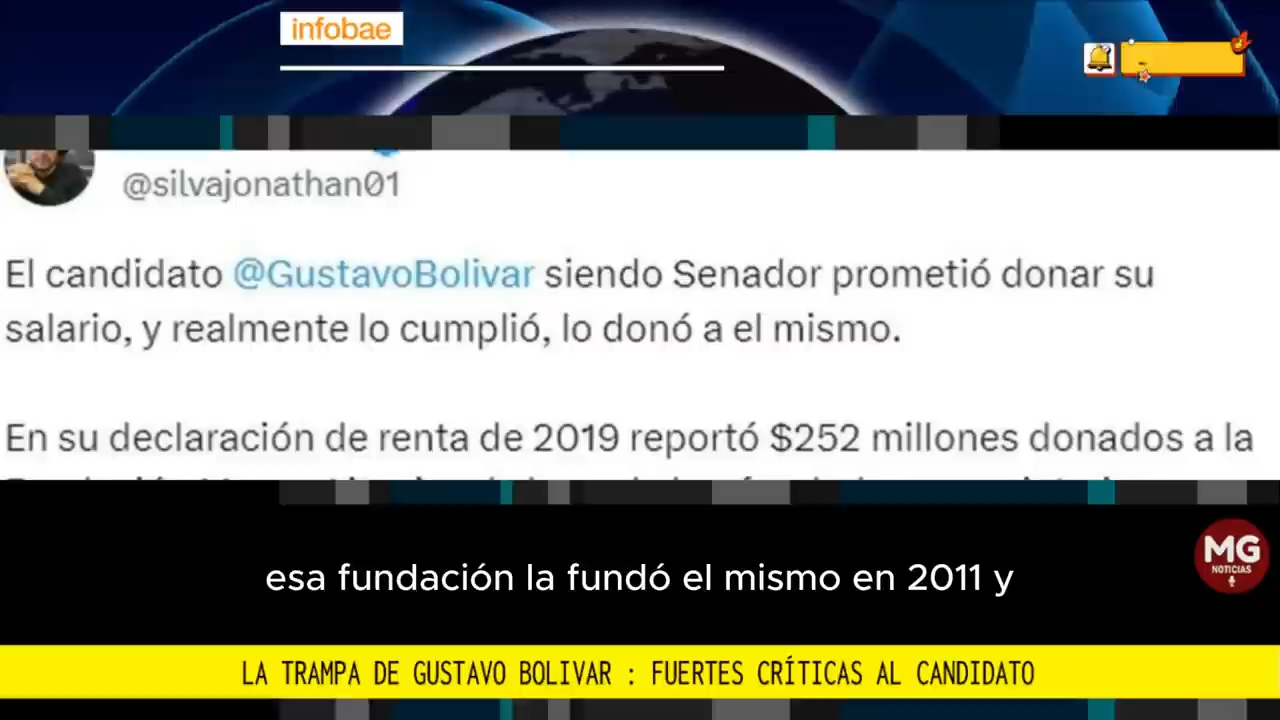 infobae
@silvajonathan01
El candidato @GustavoBolivar siendo Senador prometió donar su
salario, y realmente lo cumplió, lo donó a el mismo.
En su declaración de renta de 2019 reportó $252 millones donados a la
esa fundación la fundó el mismo en 2011 y
MG
NOTICIAS
LA TRAMPA DE GUSTAVO BOLIVAR : FUERTES CRÍTICAS AL CANDIDATO